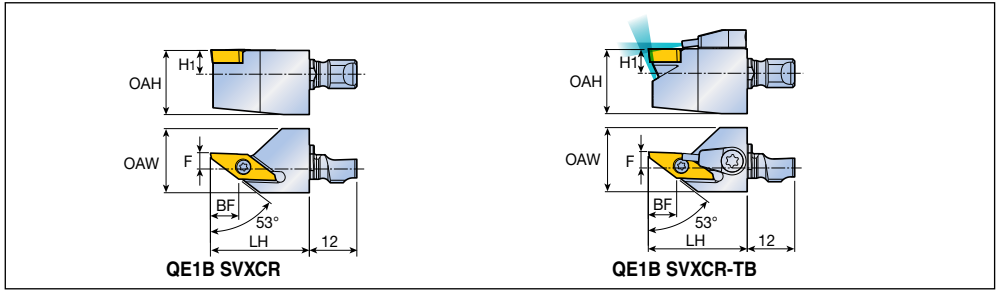 H1
OAH
OAW
F
BF
53°
LH
12
QE1B SVXCR
H1
OAH
OAW
F
BF
53°
LH
12
QE1B SVXCR-TB